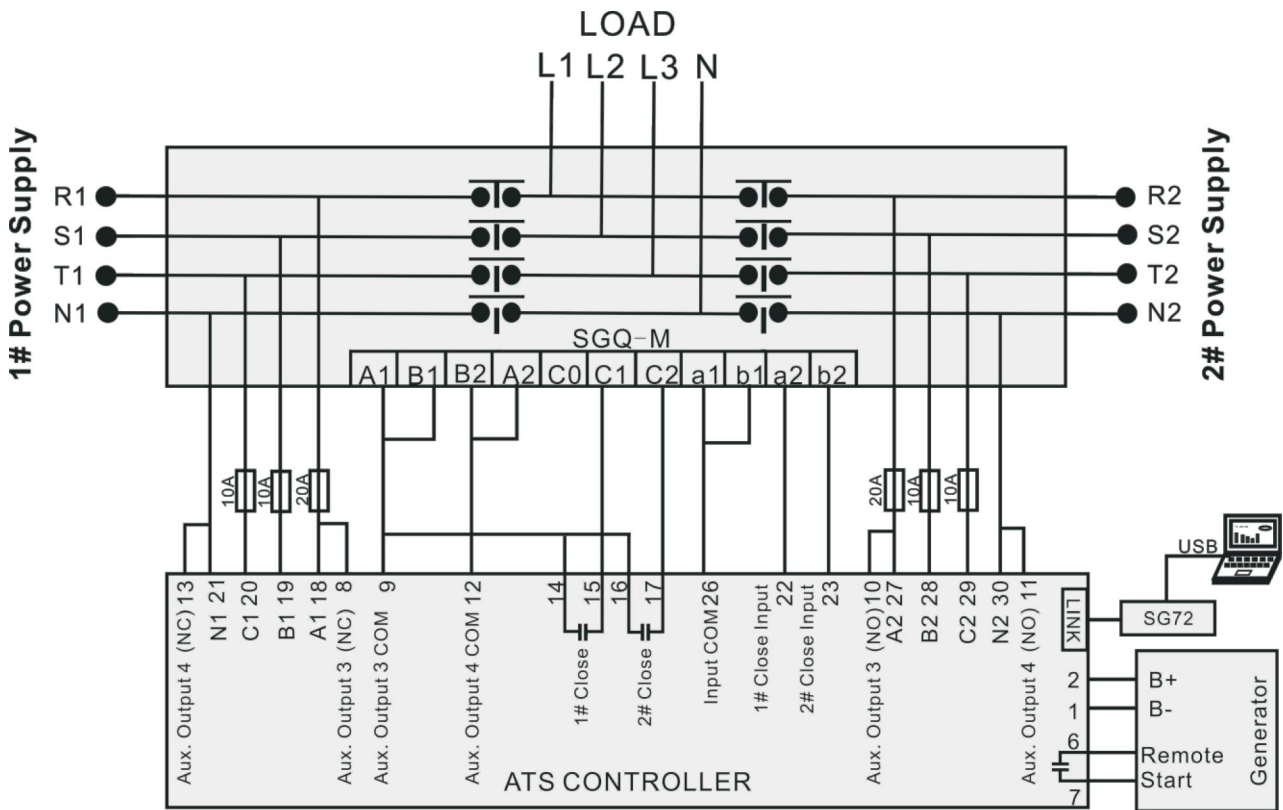 LOAD
L1 L2 L3 N
1# Power Supply
R1
S1
T1
N1
2# Power Supply
R2
S2
T2
N2
SGQ-M
A1 B1 B2 A2 C0 C1 C2 a1 b1 a2 b2
10A
10A
20A
20A
10A
10A
Aux. Output 4 (NC) 13
N1 21
C1 20
B1 19
A1 18
Aux. Output 3 (NC) 8
Aux. Output 3 COM 9
Aux. Output 4 COM 12
14
15
1# Close
16
17
2# Close
Input COM 26
1# Close Input 22
2# Close Input 23
Aux. Output 3 (NO) 10
A2 27
B2 28
C2 29
N2 30
Aux. Output 4 (NO) 11
LINK
USB
SG72
2
1
6
7
B+
B-
Remote
Start
Generator
ATS CONTROLLER